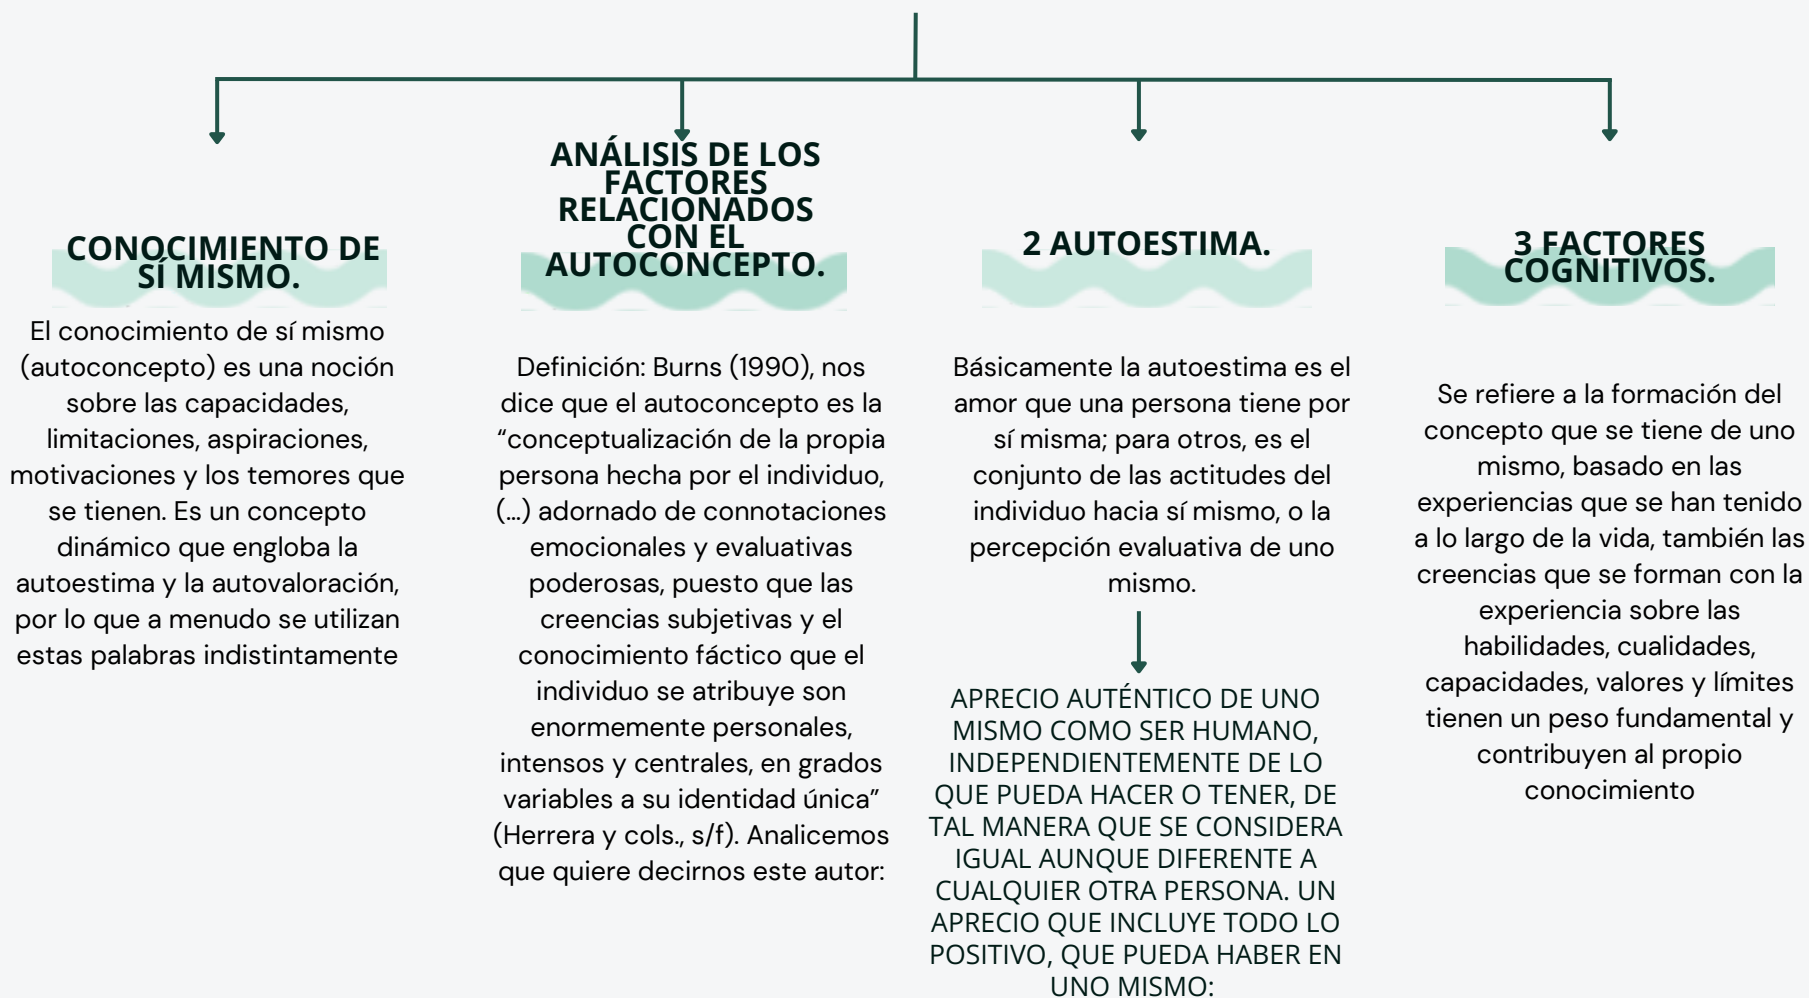 CONOCIMIENTO DE
SÍ MISMO.
El conocimiento de sí mismo
(autoconcepto) es una noción
sobre las capacidades,
limitaciones, aspiraciones,
motivaciones y los temores que
se tienen. Es un concepto
dinámico que engloba la
autoestima y la autovaloración,
por lo que a menudo se utilizan
estas palabras indistintamente
ANÁLISIS DE LOS
FACTORES
RELACIONADOS
CON EL
AUTOCONCEPTO.
Definición: Burns (1990), nos
dice que el autoconcepto es la
“conceptualización de la propia
persona hecha por el individuo,
(...) adornado de connotaciones
emocionales y evaluativas
poderosas, puesto que las
creencias subjetivas y el
conocimiento fáctico que el
individuo se atribuye son
enormemente personales,
intensos y centrales, en grados
variables a su identidad única”
(Herrera y cols., s/f). Analicemos
que quiere decirnos este autor:
2 AUTOESTIMA.
Básicamente la autoestima es el
amor que una persona tiene por
sí misma; para otros, es el
conjunto de las actitudes del
individuo hacia sí mismo, o la
percepción evaluativa de uno
mismo.
APRECIO AUTÉNTICO DE UNO
MISMO COMO SER HUMANO,
INDEPENDIENTEMENTE DE LO
QUE PUEDA HACER O TENER, DE
TAL MANERA QUE SE CONSIDERA
IGUAL AUNQUE DIFERENTE A
CUALQUIER OTRA PERSONA. UN
APRECIO QUE INCLUYE TODO LO
POSITIVO, QUE PUEDA HABER EN
UNO MISMO:
3 FACTORES
COGNITIVOS.
Se refiere a la formación del
concepto que se tiene de uno
mismo, basado en las
experiencias que se han tenido
a lo largo de la vida, también las
creencias que se forman con la
experiencia sobre las
habilidades, cualidades,
capacidades, valores y límites
tienen un peso fundamental y
contribuyen al propio
conocimiento